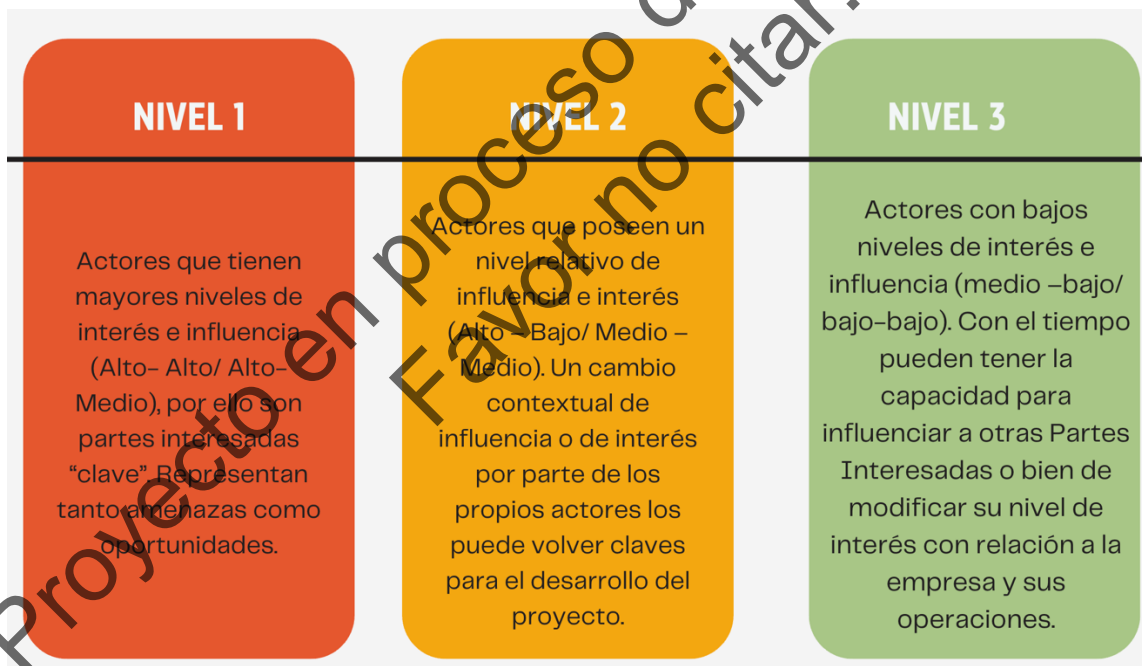 NIVEL 1
Actores que tienen
mayores niveles de
interés e influencia
(Alto– Alto/ Alto–
Medio), por ello son
partes interesadas
“clave”. Representan
tanto amenazas como
oportunidades.
NIVEL 2
Actores que poseen un
nivel relativo de
influencia e interés
(Alto – Bajo/ Medio –
Medio). Un cambio
contextual de
influencia o de interés
por parte de los
propios actores los
puede volver claves
para el desarrollo del
proyecto.
NIVEL 3
Actores con bajos
niveles de interés e
influencia (medio –bajo/
bajo-bajo). Con el tiempo
pueden tener la
capacidad para
influenciar a otras Partes
Interesadas o bien de
modificar su nivel de
interés con relación a la
empresa y sus
operaciones.
Proyecto en proceso
Favor no citar.